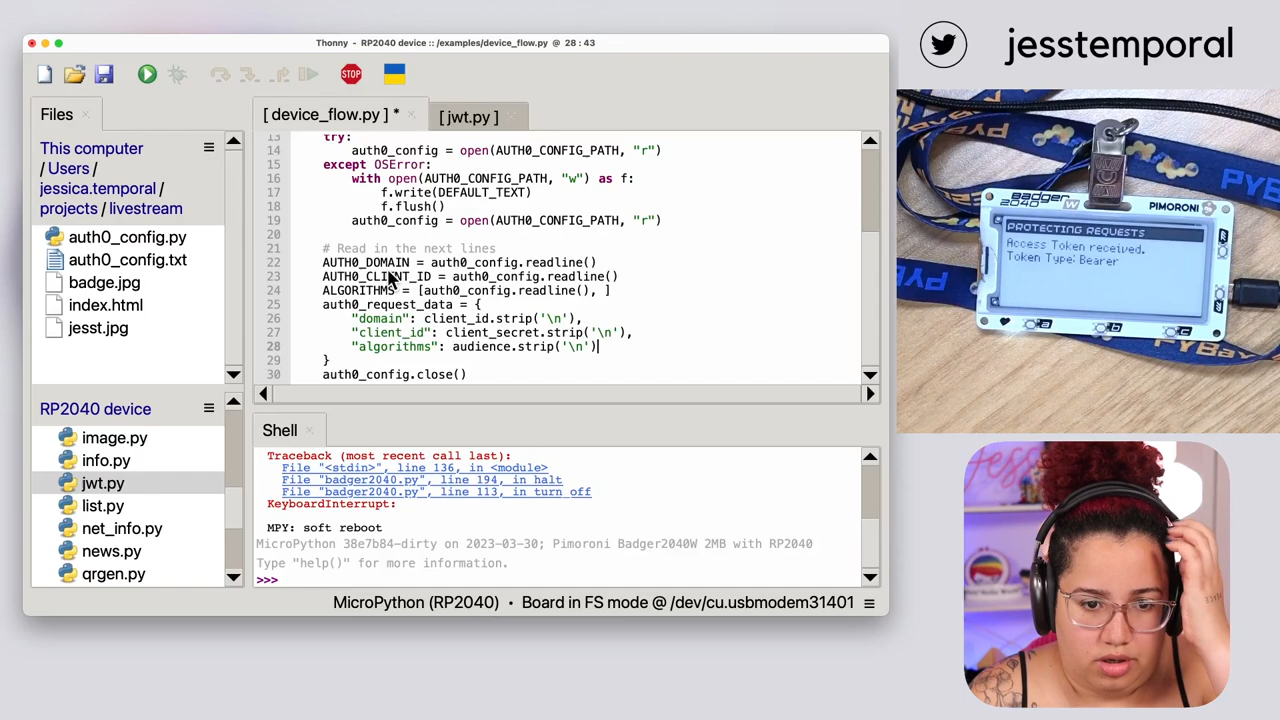 Thonny - RP2040 device :: /examples/device_flow.py @ 28 : 43
jesstemporal
STOP
Files
This computer
/ Users /
jessica.temporal /
projects / livestream
auth0_config.py
auth0_config.txt
badge.jpg
index.html
jesst.jpg
RP2040 device
image.py
info.py
jwt.py
list.py
net_info.py
news.py
qrgen.py
[ device_flow.py ] *
[ jwt.py ]
13 try:
14 auth0_config = open(AUTH0_CONFIG_PATH, "r")
15 except OSError:
16 with open(AUTH0_CONFIG_PATH, "w") as f:
17 f.write(DEFAULT_TEXT)
18 f.flush()
19 auth0_config = open(AUTH0_CONFIG_PATH, "r")
20
21 # Read in the next lines
22 AUTH0_DOMAIN = auth0_config.readline()
23 AUTH0_CLIENT_ID = auth0_config.readline()
24 ALGORITHMS = [auth0_config.readline(), ]
25 auth0_request_data = {
26 "domain": client_id.strip('\n'),
27 "client_id": client_secret.strip('\n'),
28 "algorithms": audience.strip('\n')
29 }
30 auth0_config.close()
Shell
Traceback (most recent call last):
File "<stdin>", line 136, in <module>
File "badger2040.py", line 194, in halt
File "badger2040.py", line 113, in turn_off
KeyboardInterrupt:
MPY: soft reboot
MicroPython 38e7b84-dirty on 2023-03-30; Pimoroni Badger2040W 2MB with RP2040
Type "help()" for more information.
>>>
MicroPython (RP2040) • Board in FS mode @ /dev/cu.usbmodem31401
Badger
2040 W
PIMORONI
PROTECTING REQUESTS
Access Token received.
Token Type: Bearer
a
b
c